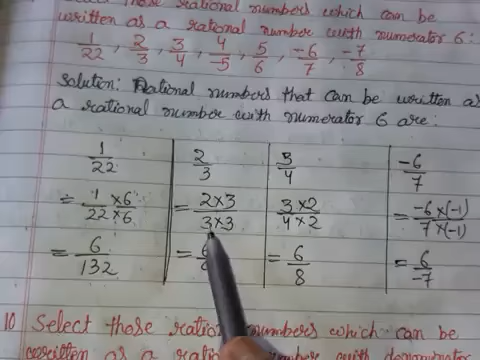 those rational numbers which can be
written as a rational number with numerator 6:
1/22, 2/3, 3/4, 4/-5, 5/6, -6/7, -7/8
Solution: Rational numbers that can be written as
a rational number with numerator 6 are:
1/22 2/3 3/4 -6/7
= 1×6/22×6 = 2×3/3×3 3×2/4×2 = -6×(-1)/7×(-1)
= 6/132 = 6/ = 6/8 = 6/-7
10 Select those rational numbers which can be
written as a rational number with denominator